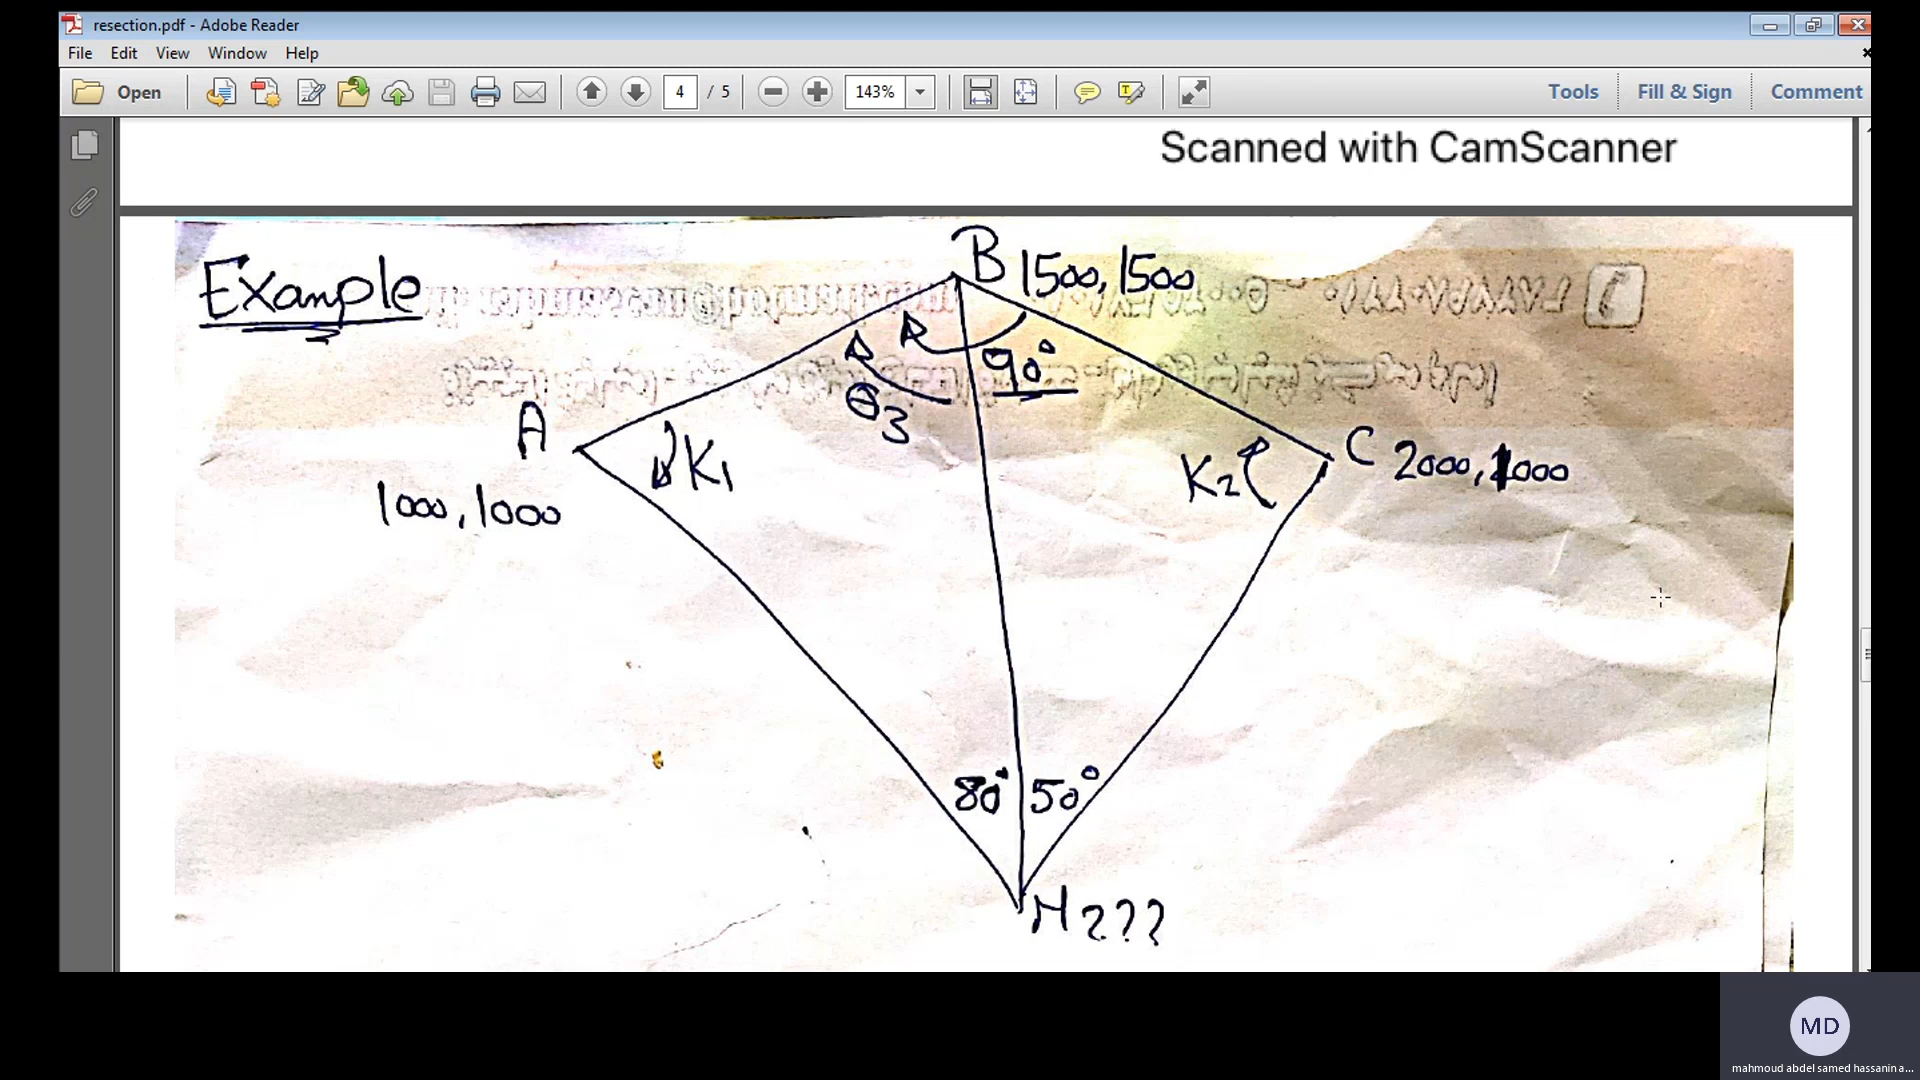 resection.pdf - Adobe Reader
File Edit View Window Help
Open 4 / 5 143% Tools Fill & Sign Comment
Scanned with CamScanner
Example
B 1500, 1500
90°
θ3
A
K1
K2
C 2000, 1000
1000, 1000
80° 50°
H ???
MD
mahmoud abdel samed hassanin a...